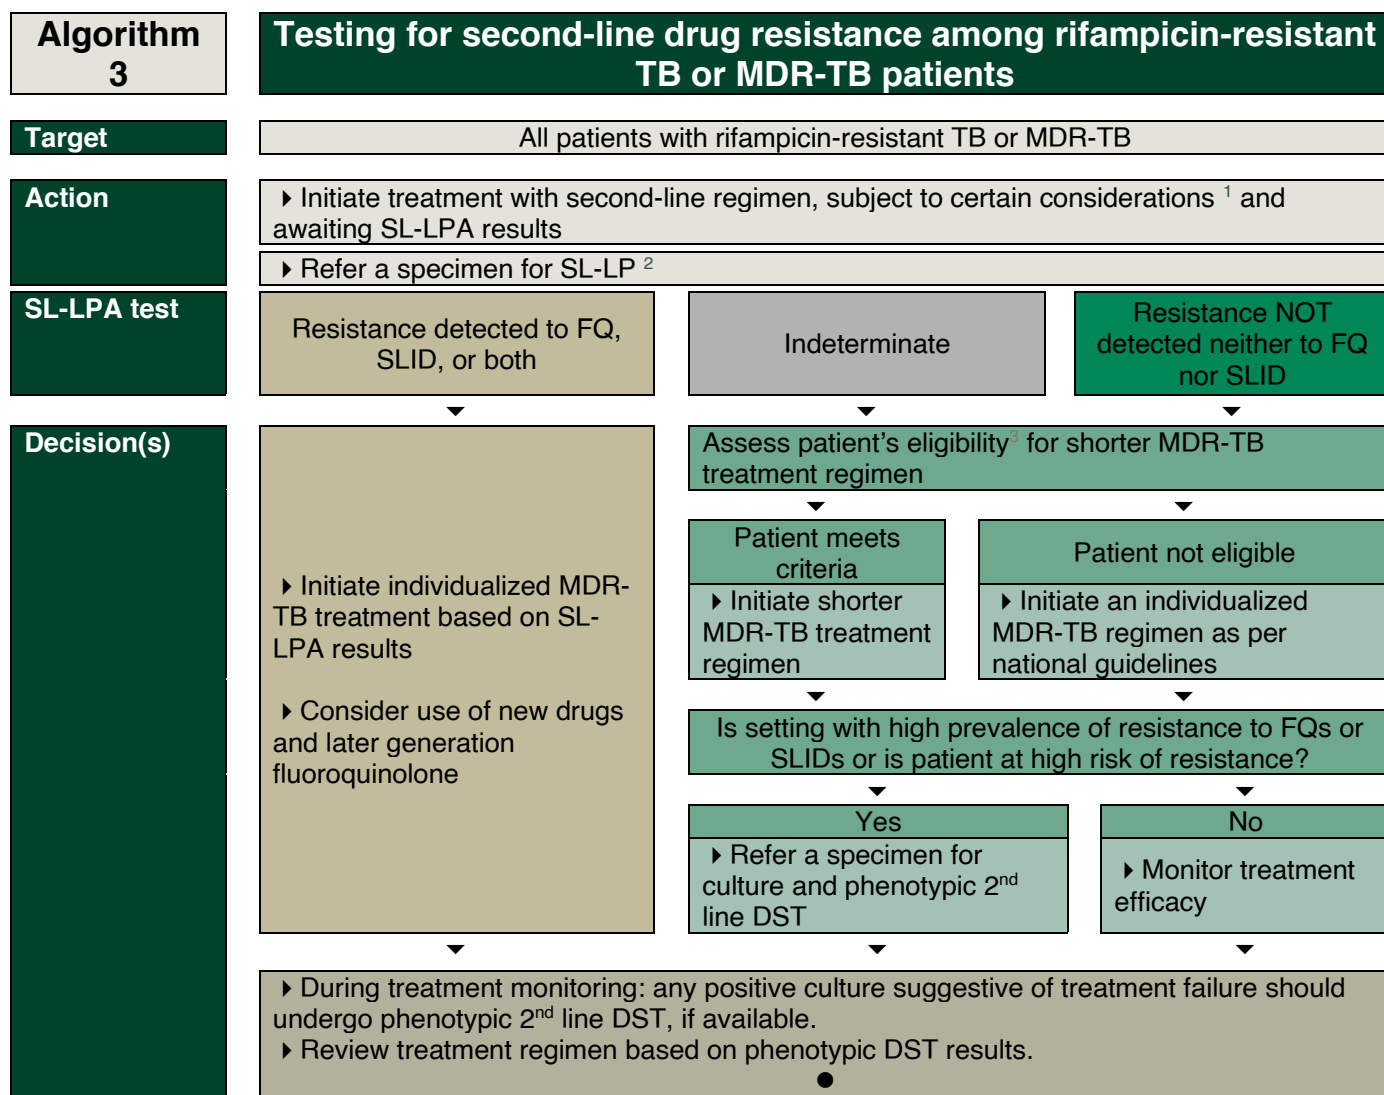 Algorithm
3
Testing for second-line drug resistance among rifampicin-resistant
TB or MDR-TB patients
Target
All patients with rifampicin-resistant TB or MDR-TB
Action
▸ Initiate treatment with second-line regimen, subject to certain considerations ¹ and
awaiting SL-LPA results
▸ Refer a specimen for SL-LP ²
SL-LPA test
Resistance detected to FQ,
SLID, or both
Indeterminate
Resistance NOT
detected neither to FQ
nor SLID
Decision(s)
▸ Initiate individualized MDR-
TB treatment based on SL-
LPA results
▸ Consider use of new drugs
and later generation
fluoroquinolone
Assess patient's eligibility³ for shorter MDR-TB
treatment regimen
Patient meets
criteria
▸ Initiate shorter
MDR-TB treatment
regimen
Patient not eligible
▸ Initiate an individualized
MDR-TB regimen as per
national guidelines
Is setting with high prevalence of resistance to FQs or
SLIDs or is patient at high risk of resistance?
Yes
▸ Refer a specimen for
culture and phenotypic 2nd
line DST
No
▸ Monitor treatment
efficacy
▸ During treatment monitoring: any positive culture suggestive of treatment failure should
undergo phenotypic 2nd line DST, if available.
▸ Review treatment regimen based on phenotypic DST results.